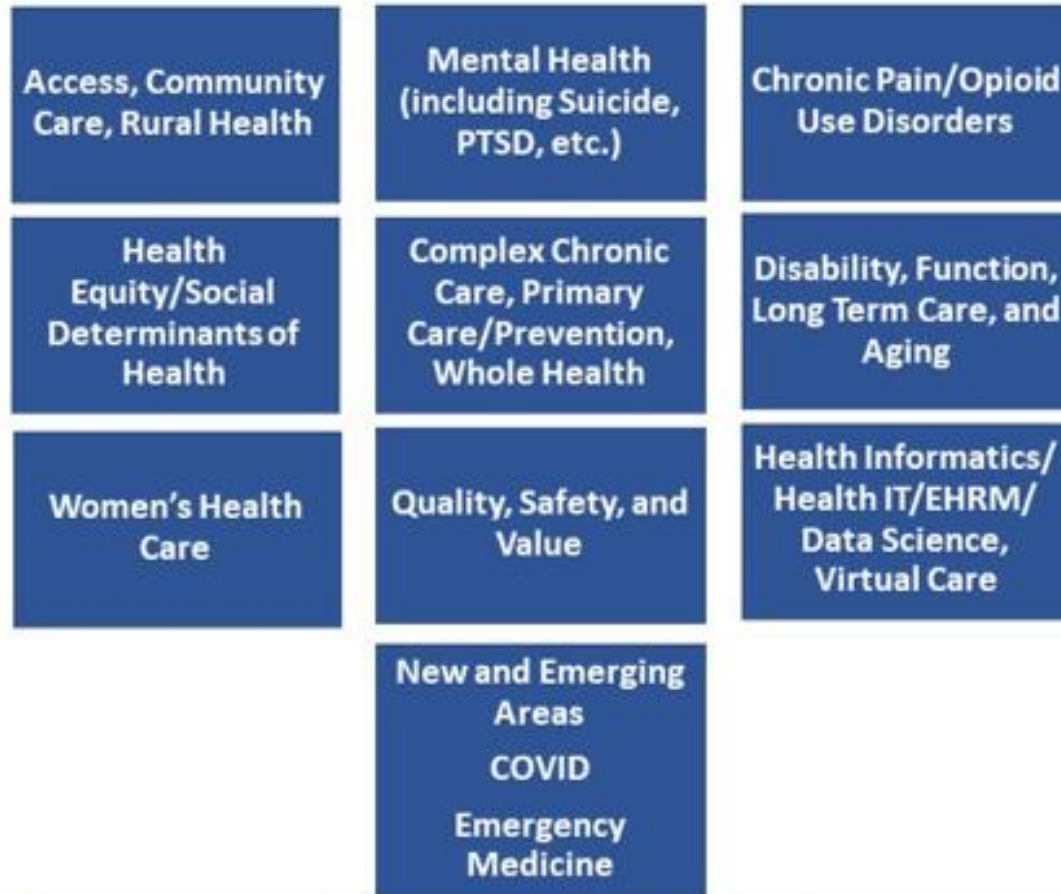 Access, Community
Care, Rural Health
Mental Health
(including Suicide,
PTSD, etc.)
Chronic Pain/Opioid
Use Disorders
Health
Equity/Social
Determinants of
Health
Complex Chronic
Care, Primary
Care/Prevention,
Whole Health
Disability, Function,
Long Term Care, and
Aging
Women's Health
Care
Quality, Safety, and
Value
Health Informatics/
Health IT/EHRM/
Data Science,
Virtual Care
New and Emerging
Areas
COVID
Emergency
Medicine